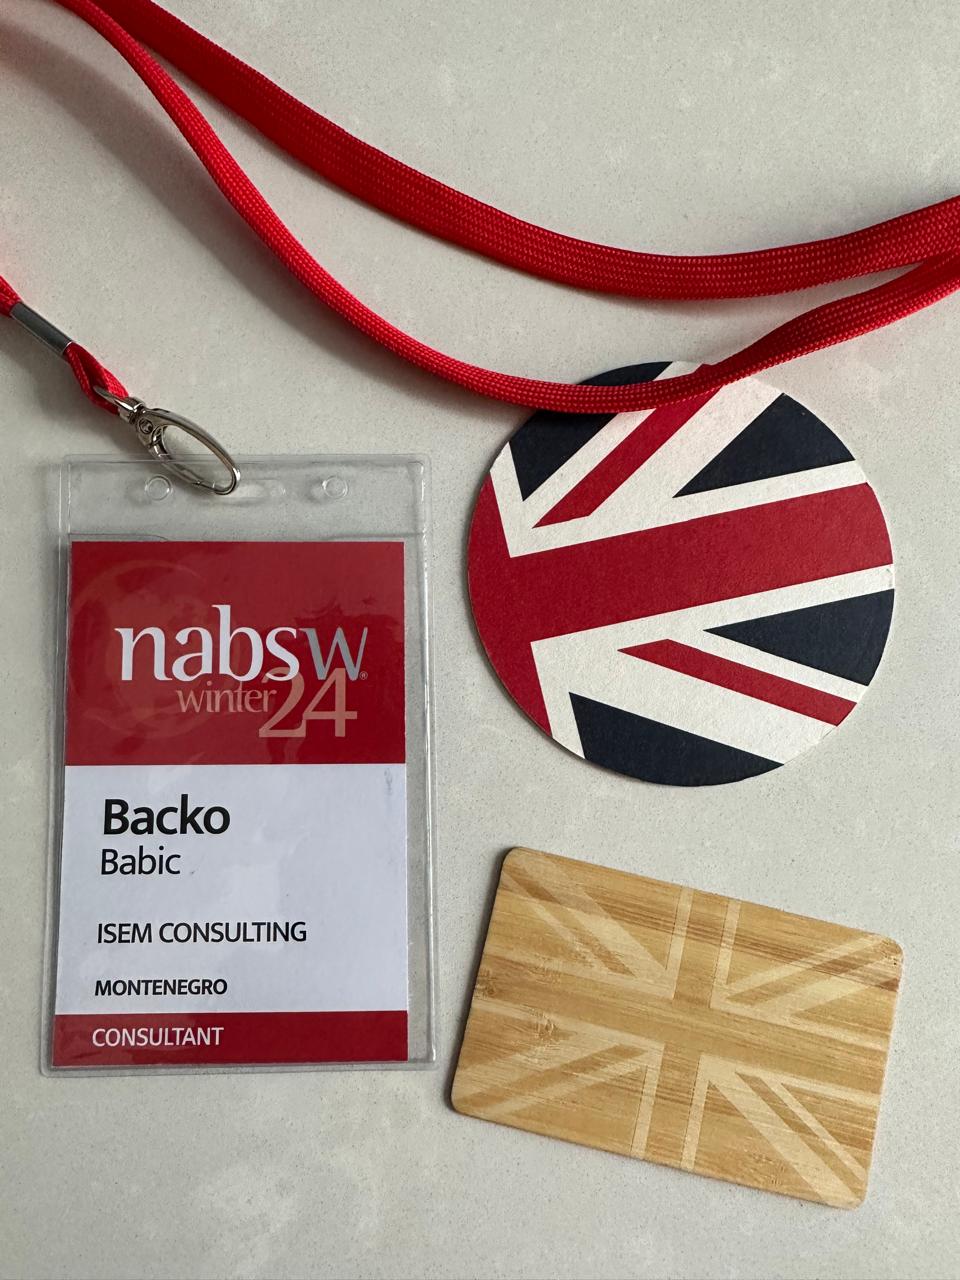 nabsw®
winter24
Backo
Babic
ISEM CONSULTING
MONTENEGRO
CONSULTANT